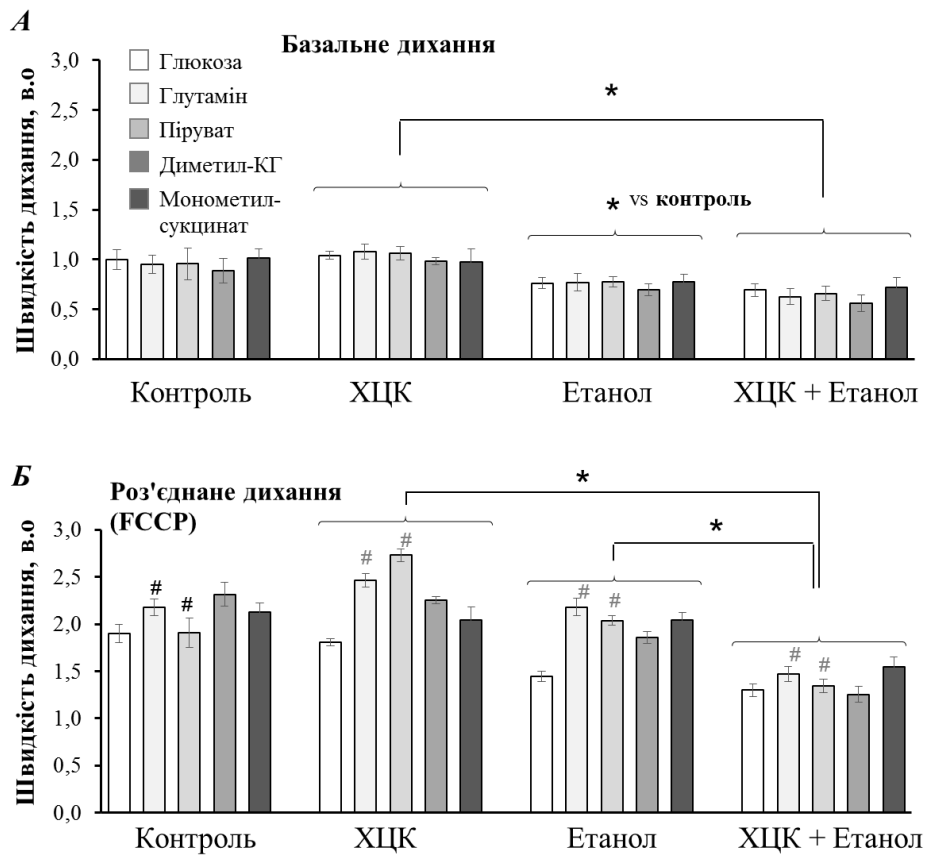 А
Базальне дихання
Швидкість дихання, в.о
3,0
2,5
2,0
1,5
1,0
0,5
0,0
Глюкоза
Глутамін
Піруват
Диметил-КГ
Монометил-
сукцинат
*
* vs контроль
Контроль
ХЦК
Етанол
ХЦК + Етанол
Б
Роз'єднане дихання
(FCCP)
Швидкість дихання, в.о
3,0
2,5
2,0
1,5
1,0
0,5
0,0
*
*
# #
# #
# #
# #
Контроль
ХЦК
Етанол
ХЦК + Етанол